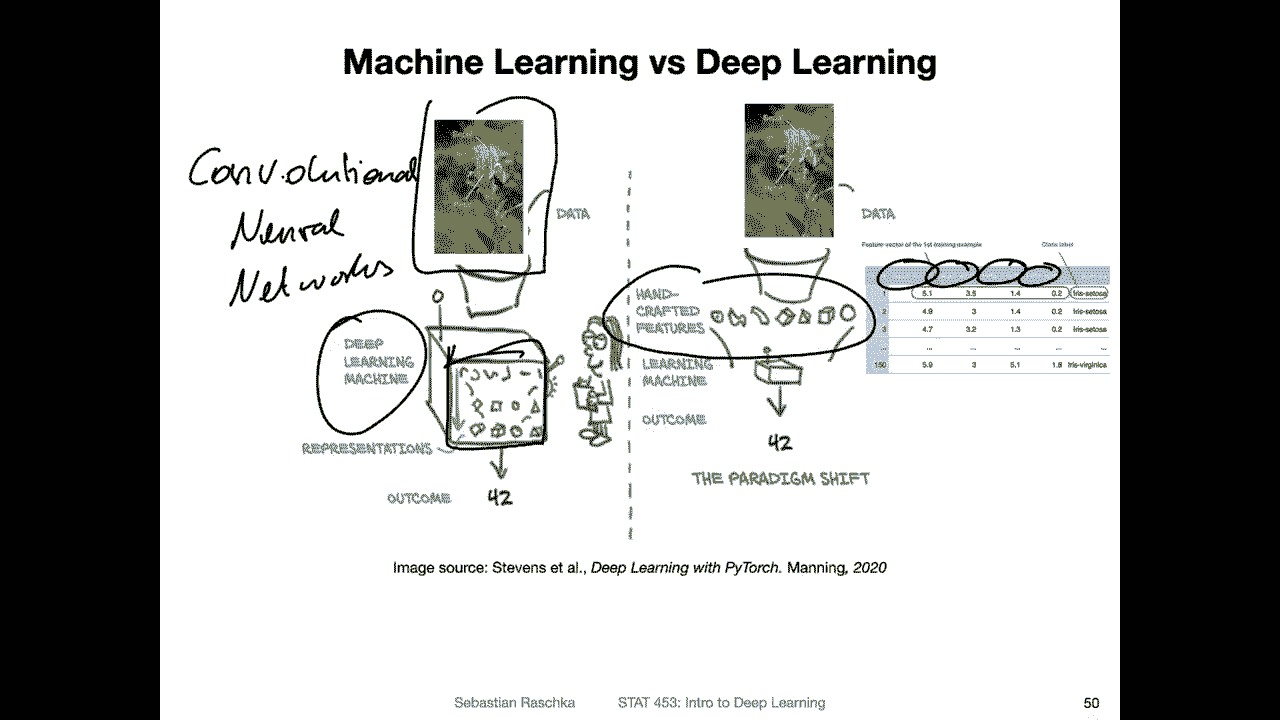 Machine Learning vs Deep Learning
Convolutional
Neural
Networks
DATA
DEEP
LEARNING
MACHINE
REPRESENTATIONS
OUTCOME
42
DATA
HAND-
CRAFTED
FEATURES
LEARNING
MACHINE
OUTCOME
42
THE PARADIGM SHIFT
Feature vector of the 1st training example
Class label
1 5.1 3.5 1.4 0.2 Iris-setosa
2 4.9 3 1.4 0.2 Iris-setosa
3 4.7 3.2 1.3 0.2 Iris-setosa
... ... ... ... ... ...
150 5.9 3 5.1 1.8 Iris-virginica
Image source: Stevens et al., Deep Learning with PyTorch. Manning, 2020
Sebastian Raschka STAT 453: Intro to Deep Learning 50